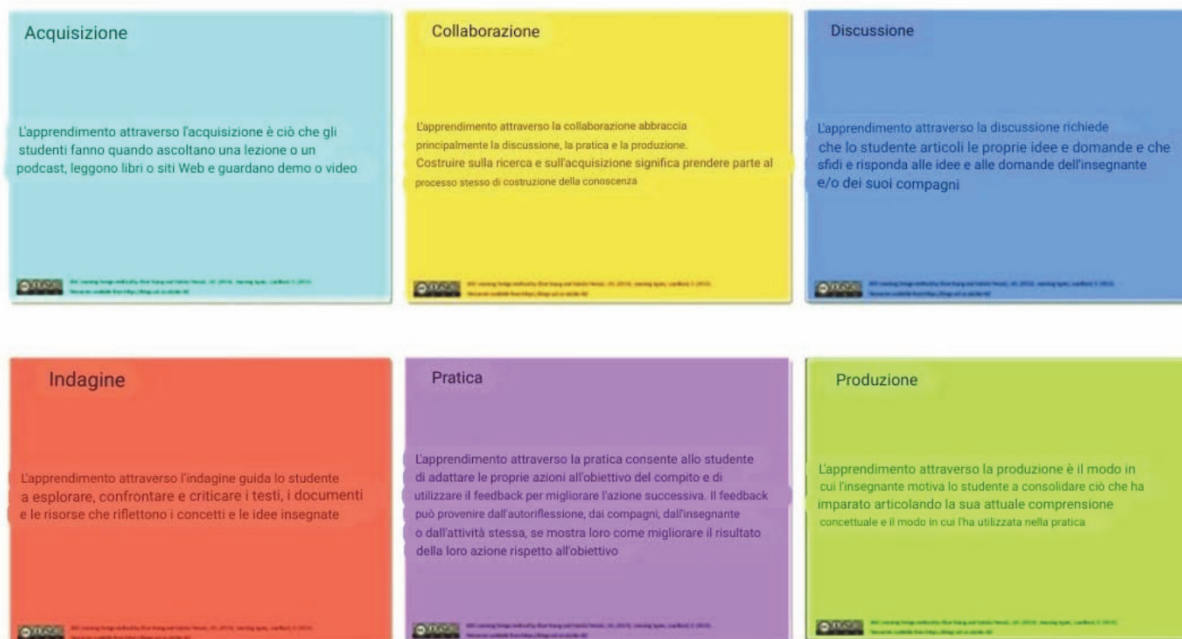 Acquisizione
L'apprendimento attraverso l'acquisizione è ciò che gli
studenti fanno quando ascoltano una lezione o un
podcast, leggono libri o siti Web e guardano demo o video
Collaborazione
L'apprendimento attraverso la collaborazione abbraccia
principalmente la discussione, la pratica e la produzione.
Costruire sulla ricerca e sull'acquisizione significa prendere parte al
processo stesso di costruzione della conoscenza
Discussione
L'apprendimento attraverso la discussione richiede
che lo studente articoli le proprie idee e domande e che
sfidi e risponda alle idee e alle domande dell'insegnante
e/o dei suoi compagni
Indagine
L'apprendimento attraverso l'indagine guida lo studente
a esplorare, confrontare e criticare i testi, i documenti
e le risorse che riflettono i concetti e le idee insegnate
Pratica
L'apprendimento attraverso la pratica consente allo studente
di adattare le proprie azioni all'obiettivo del compito e di
utilizzare il feedback per migliorare l'azione successiva. Il feedback
può provenire dall'autoriflessione, dai compagni, dall'insegnante
o dall'attività stessa, se mostra loro come migliorare il risultato
della loro azione rispetto all'obiettivo
Produzione
L'apprendimento attraverso la produzione è il modo in
cui l'insegnante motiva lo studente a consolidare ciò che ha
imparato articolando la sua attuale comprensione
concettuale e il modo in cui l'ha utilizzata nella pratica